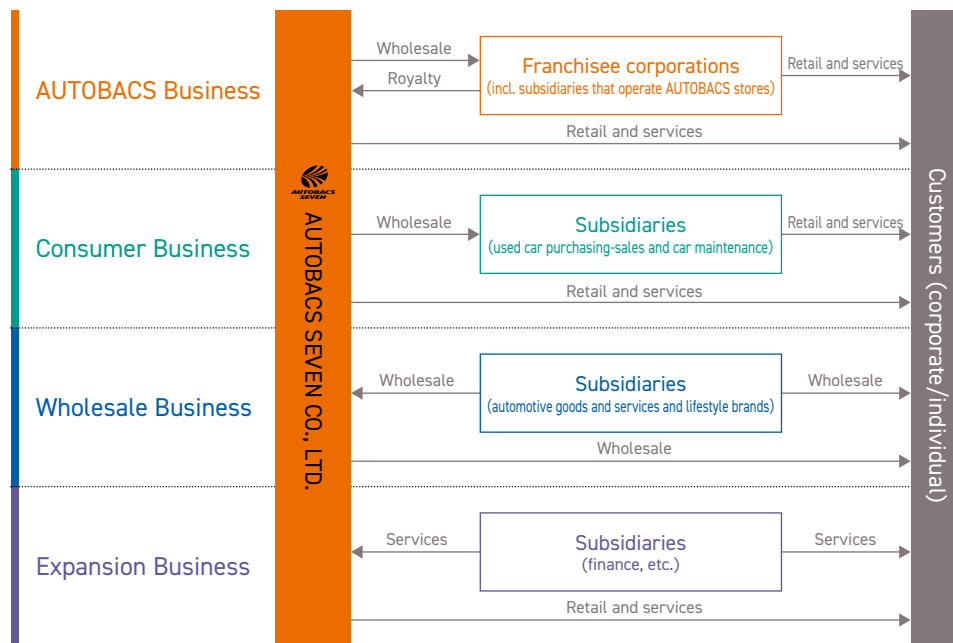 AUTOBACS Business
Wholesale
Royalty
Franchisee corporations
(incl. subsidiaries that operate AUTOBACS stores)
Retail and services
Retail and services
Consumer Business
Wholesale
Subsidiaries
(used car purchasing-sales and car maintenance)
Retail and services
Retail and services
Wholesale Business
Wholesale
Subsidiaries
(automotive goods and services and lifestyle brands)
Wholesale
Wholesale
Expansion Business
Services
Subsidiaries
(finance, etc.)
Services
Retail and services
AUTOBACS
SEVEN
AUTOBACS SEVEN CO., LTD.
Customers (corporate/individual)